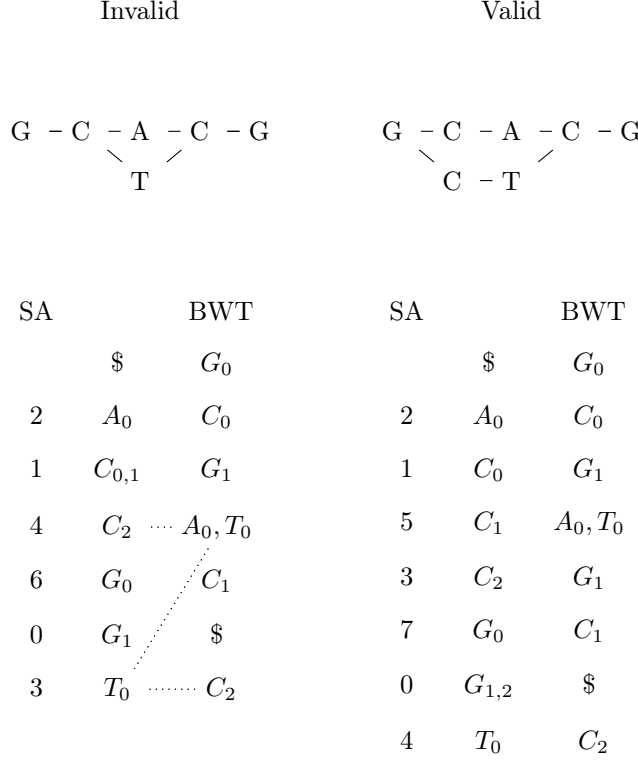 Invalid Valid
G – C – A – C – G G – C – A – C – G
T C – T
SA BWT SA BWT
$ G₀ $ G₀
2 A₀ C₀ 2 A₀ C₀
1 C₀,₁ G₁ 1 C₀ G₁
4 C₂ A₀, T₀ 5 C₁ A₀, T₀
6 G₀ C₁ 3 C₂ G₁
0 G₁ $ 7 G₀ C₁
3 T₀ C₂ 0 G₁,₂ $
4 T₀ C₂